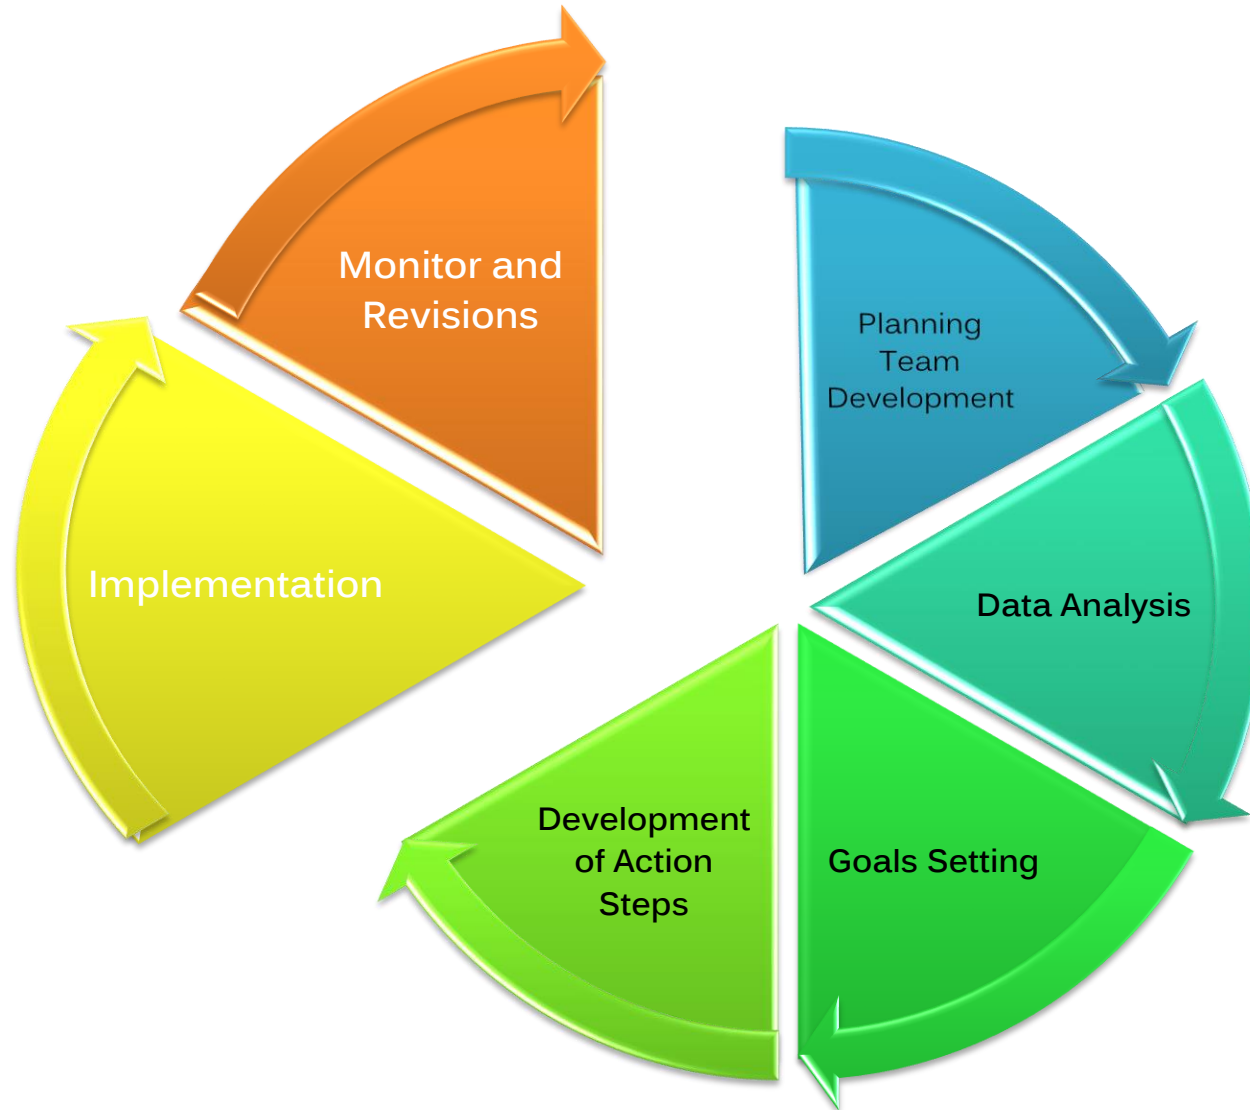 Monitor and
Revisions
Planning
Team
Development
Implementation
Data Analysis
Development
of Action
Steps
Goals Setting